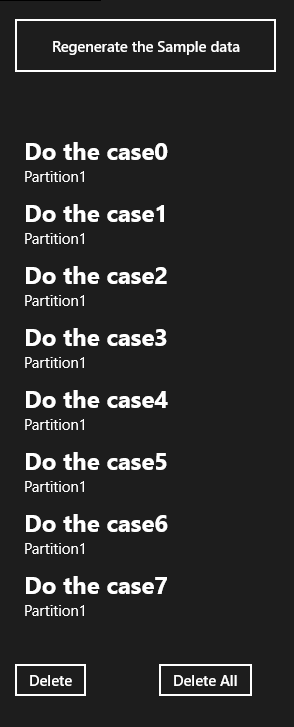 Regenerate the Sample data
Do the case0
Partition1
Do the case1
Partition1
Do the case2
Partition1
Do the case3
Partition1
Do the case4
Partition1
Do the case5
Partition1
Do the case6
Partition1
Do the case7
Partition1
Delete
Delete All